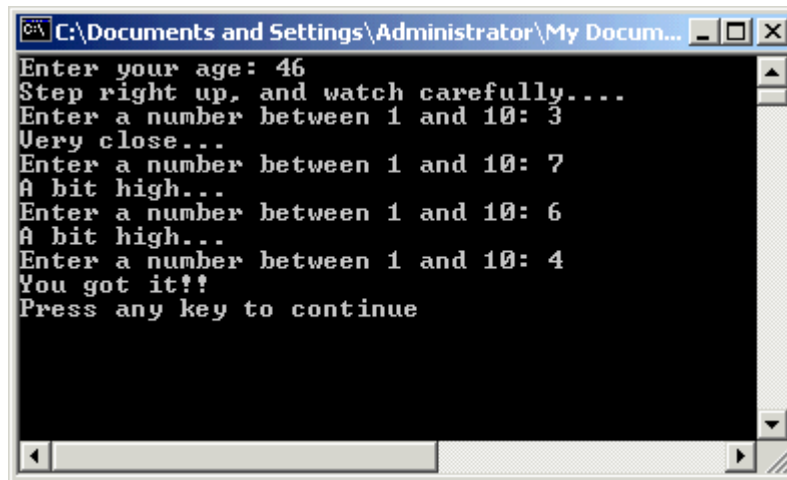 C:\Documents and Settings\Administrator\My Docum...
Enter your age: 46
Step right up, and watch carefully....
Enter a number between 1 and 10: 3
Very close...
Enter a number between 1 and 10: 7
A bit high...
Enter a number between 1 and 10: 6
A bit high...
Enter a number between 1 and 10: 4
You got it!!
Press any key to continue